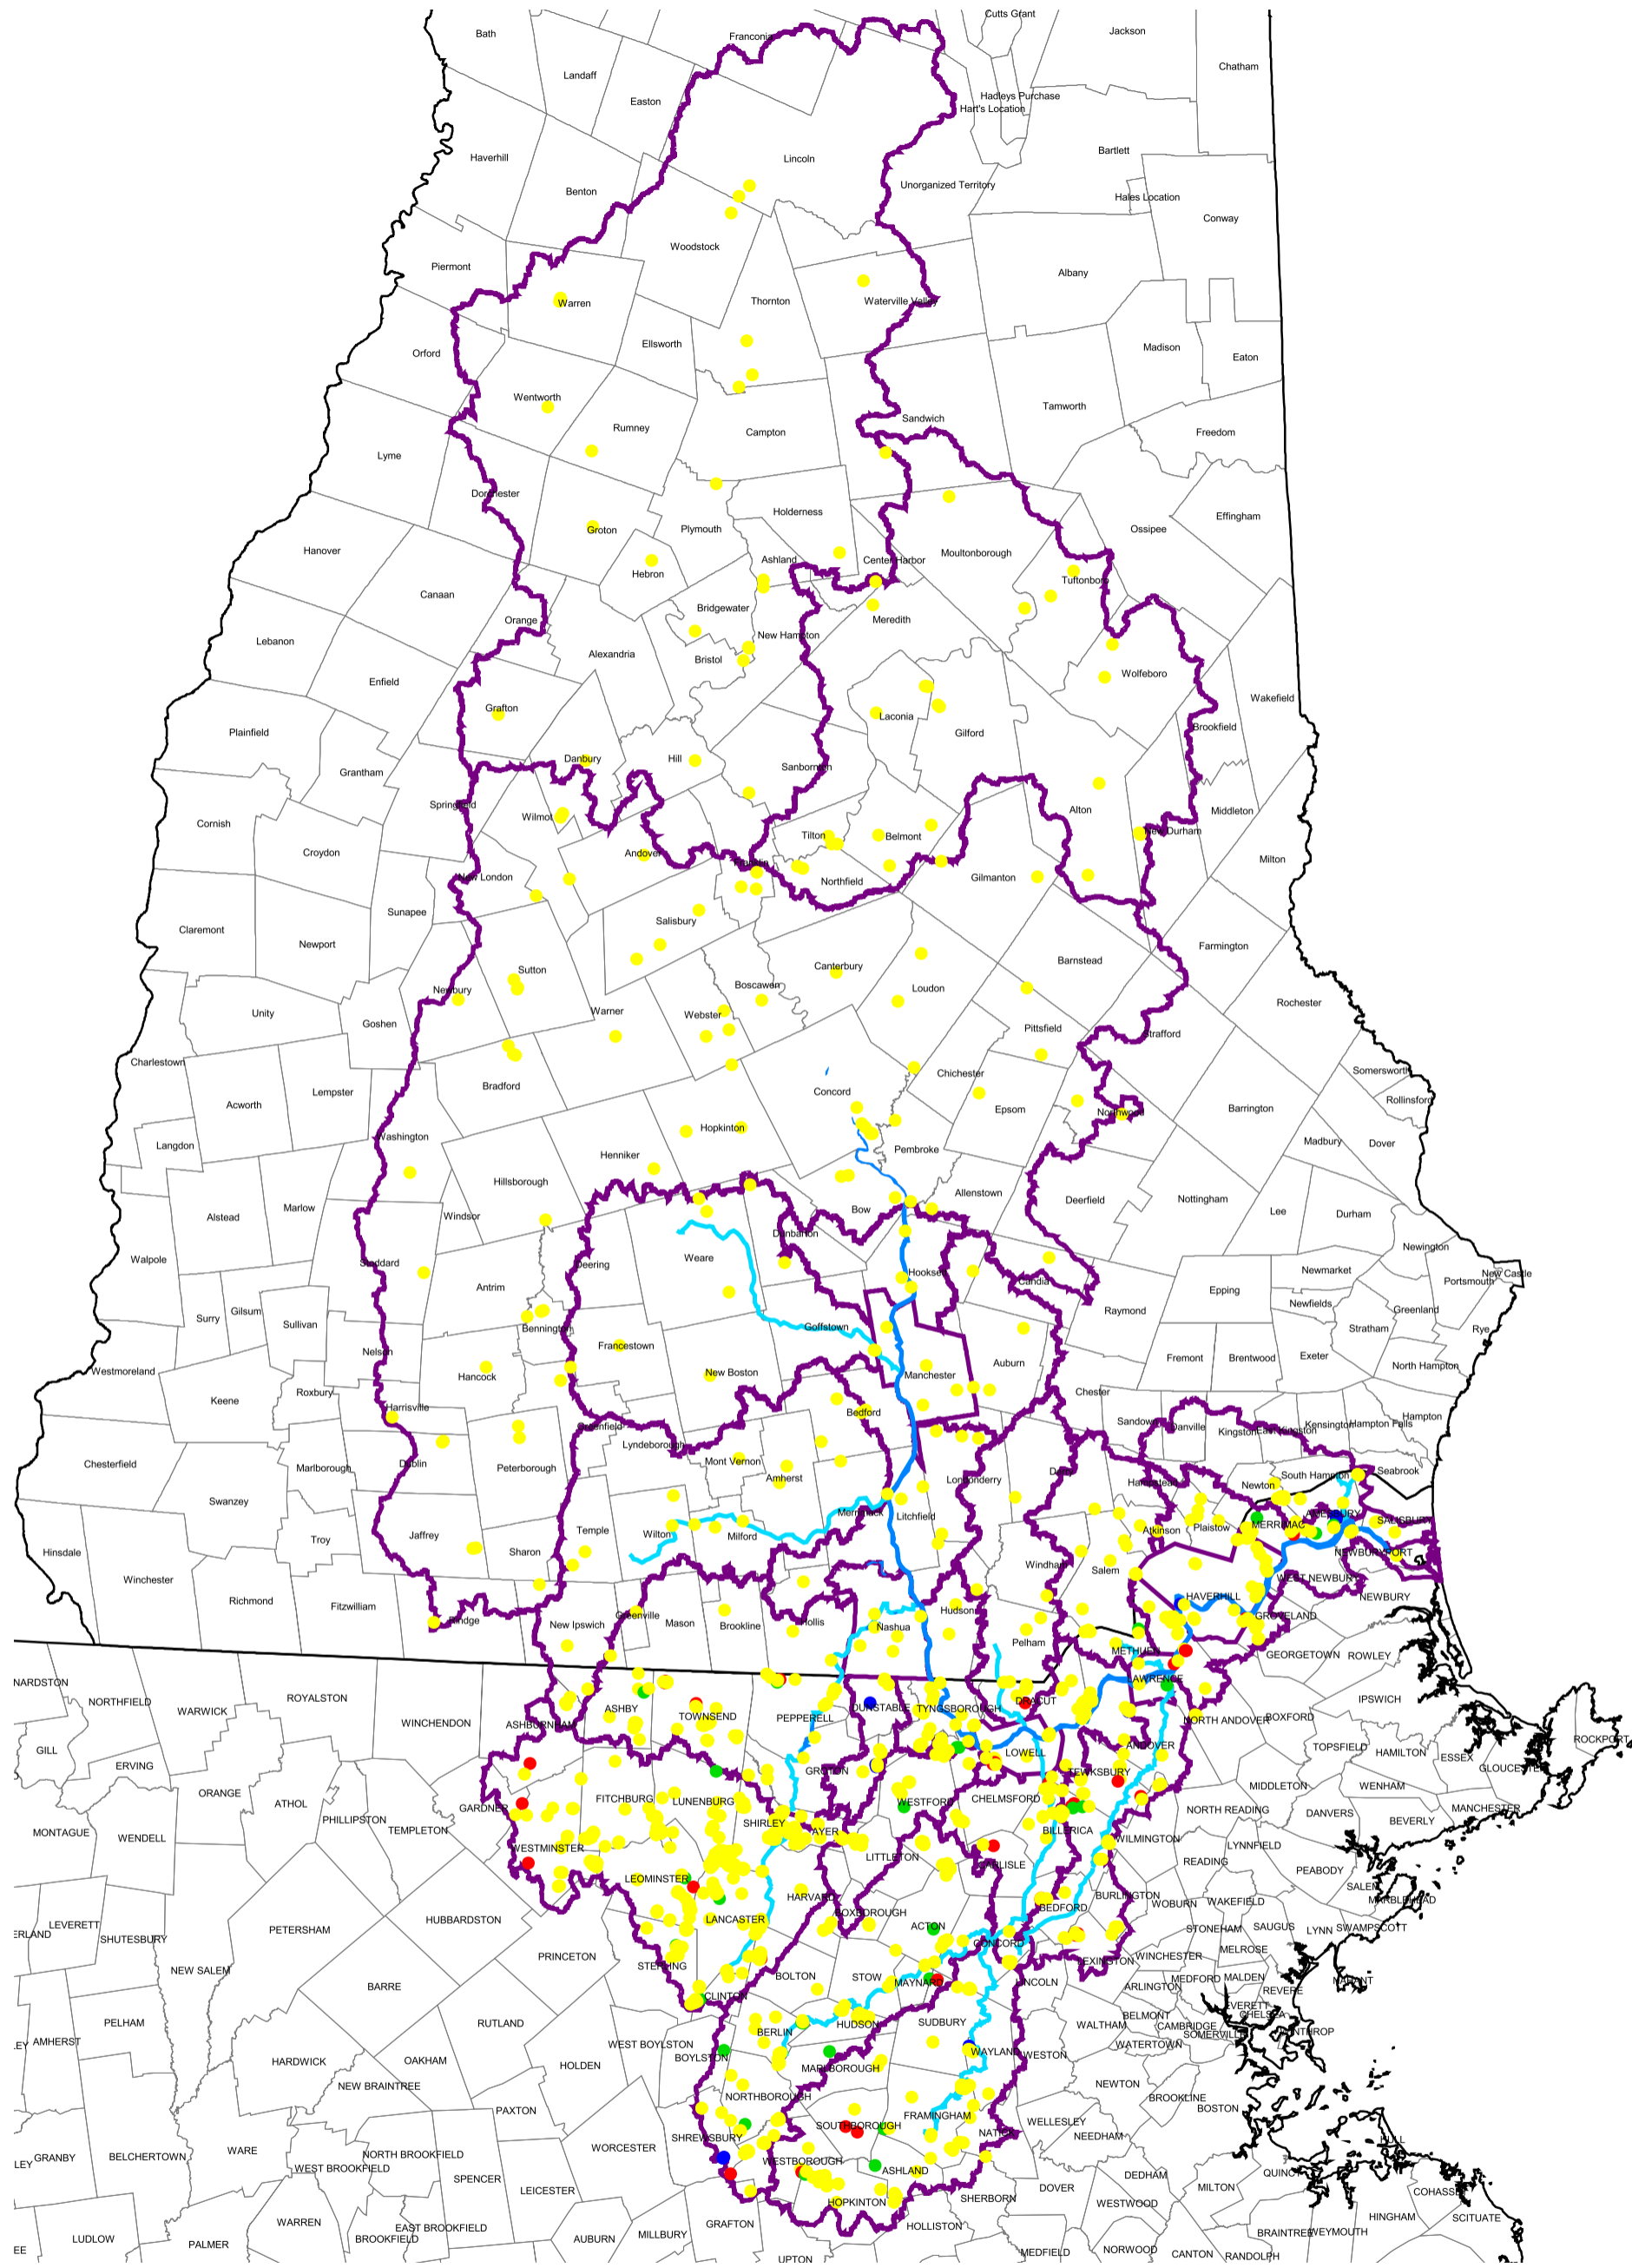 Cutts Grant
Bath
Franconia
Jackson
Chatham
Landaff
Easton
Hadleys Purchase
Hart's Location
Haverhill
Lincoln
Bartlett
Benton
Unorganized Territory
Hales Location
Conway
Woodstock
Piermont
Albany
Warren
Thornton
Waterville Valley
Orford
Ellsworth
Madison
Eaton
Wentworth
Tamworth
Rumney
Campton
Sandwich
Freedom
Lyme
Dorchester
Holderness
Effingham
Groton
Plymouth
Ossipee
Hanover
Ashland
Center Harbor
Moultonborough
Hebron
Tuftonboro
Canaan
Bridgewater
Orange
Meredith
Lebanon
New Hampton
Alexandria
Bristol
Wolfeboro
Enfield
Wakefield
Grafton
Laconia
Plainfield
Gilford
Brookfield
Danbury
Hill
Grantham
Sanbornton
Springfield
Alton
Middleton
Cornish
Wilmot
Tilton
Belmont
New Durham
Croydon
Andover
Milton
New London
Franklin
Northfield
Gilmanton
Sunapee
Salisbury
Claremont
Newport
Farmington
Sutton
Canterbury
Barnstead
Newbury
Boscawen
Loudon
Rochester
Unity
Goshen
Warner
Webster
Pittsfield
Strafford
Charlestown
Lempster
Bradford
Concord
Chichester
Somersworth
Acworth
Epsom
Northwood
Barrington
Rollinsford
Langdon
Washington
Hopkinton
Madbury
Dover
Henniker
Pembroke
Hillsborough
Allenstown
Deerfield
Nottingham
Alstead
Marlow
Windsor
Bow
Lee
Durham
Walpole
Stoddard
Weare
Dunbarton
Newington
Deering
Hooksett
Newmarket
Portsmouth
New Castle
Antrim
Candia
Epping
Surry
Gilsum
Sullivan
Raymond
Newfields
Greenland
Bennington
Goffstown
Stratham
Rye
Francestown
Nelson
Auburn
Fremont
Brentwood
Exeter
North Hampton
Westmoreland
Hancock
New Boston
Manchester
Keene
Roxbury
Chester
Harrisville
Bedford
Sandown
Danville
Kingston
East Kingston
Kensington
Hampton Falls
Hampton
Greenfield
Lyndeborough
Chesterfield
Marlborough
Dublin
Peterborough
Mont Vernon
Amherst
Londonderry
Derry
Hampstead
South Hampton
Seabrook
Newton
Swanzey
Merrimack
Litchfield
AMESBURY
SALISBURY
Troy
Jaffrey
Temple
Wilton
Milford
Atkinson
Plaistow
MERRIMAC
Hinsdale
Sharon
Windham
Salem
NEWBURYPORT
Winchester
WEST NEWBURY
Richmond
Fitzwilliam
Rindge
New Ipswich
Greenville
Mason
Brookline
Hollis
Nashua
Hudson
HAVERHILL
GROVELAND
NEWBURY
Pelham
METHUEN
GEORGETOWN
ROWLEY
NORTHFIELD
WARWICK
ROYALSTON
WINCHENDON
ASHBURNHAM
ASHBY
TOWNSEND
PEPPERELL
DUNSTABLE
TYNGSBOROUGH
DRACUT
LAWRENCE
NORTH ANDOVER
BOXFORD
IPSWICH
GILL
ERVING
ORANGE
ATHOL
PHILLIPSTON
TEMPLETON
GARDNER
FITCHBURG
LUNENBURG
GROTON
LOWELL
ANDOVER
TEWKSBURY
TOPSFIELD
HAMILTON
ESSEX
ROCKPORT
GLOUCESTER
WESTFORD
CHELMSFORD
MIDDLETON
WENHAM
MANCHESTER
MONTAGUE
WENDELL
WESTMINSTER
SHIRLEY
AYER
BILLERICA
NORTH READING
DANVERS
BEVERLY
WILMINGTON
LYNNFIELD
LITTLETON
CARLISLE
READING
PEABODY
LEOMINSTER
HARVARD
BEDFORD
BURLINGTON
WOBURN
WAKEFIELD
SALEM
MARBLEHEAD
LEVERETT
SHUTESBURY
PETERSHAM
HUBBARDSTON
LANCASTER
BOXBOROUGH
ACTON
STONEHAM
SAUGUS
LYNN
SWAMPSCOTT
NEW SALEM
PRINCETON
STERLING
BOLTON
STOW
CONCORD
LEXINGTON
WINCHESTER
MELROSE
BARRE
MAYNARD
LINCOLN
ARLINGTON
MEDFORD
MALDEN
REVERE
NAHANT
CLINTON
EVERETT
CHELSEA
PELHAM
RUTLAND
BERLIN
HUDSON
SUDBURY
WALTHAM
BELMONT
CAMBRIDGE
SOMERVILLE
WINTHROP
AMHERST
WEST BOYLSTON
BOYLSTON
WAYLAND
WESTON
WATERTOWN
HARDWICK
OAKHAM
HOLDEN
MARLBOROUGH
NEW BRAINTREE
NORTHBOROUGH
NEWTON
BROOKLINE
BOSTON
PAXTON
SOUTHBOROUGH
FRAMINGHAM
WELLESLEY
NEEDHAM
GRANBY
BELCHERTOWN
WARE
NORTH BROOKFIELD
WEST BROOKFIELD
WORCESTER
SHREWSBURY
NATICK
HULL
SPENCER
LEICESTER
WESTBOROUGH
ASHLAND
SHERBORN
DOVER
DEDHAM
MILTON
QUINCY
COHASSET
HOPKINTON
WESTWOOD
LUDLOW
PALMER
WARREN
BROOKFIELD
EAST BROOKFIELD
AUBURN
MILLBURY
GRAFTON
UPTON
HOLLISTON
MEDFIELD
NORWOOD
CANTON
RANDOLPH
BRAINTREE
WEYMOUTH
HINGHAM
SCITUATE